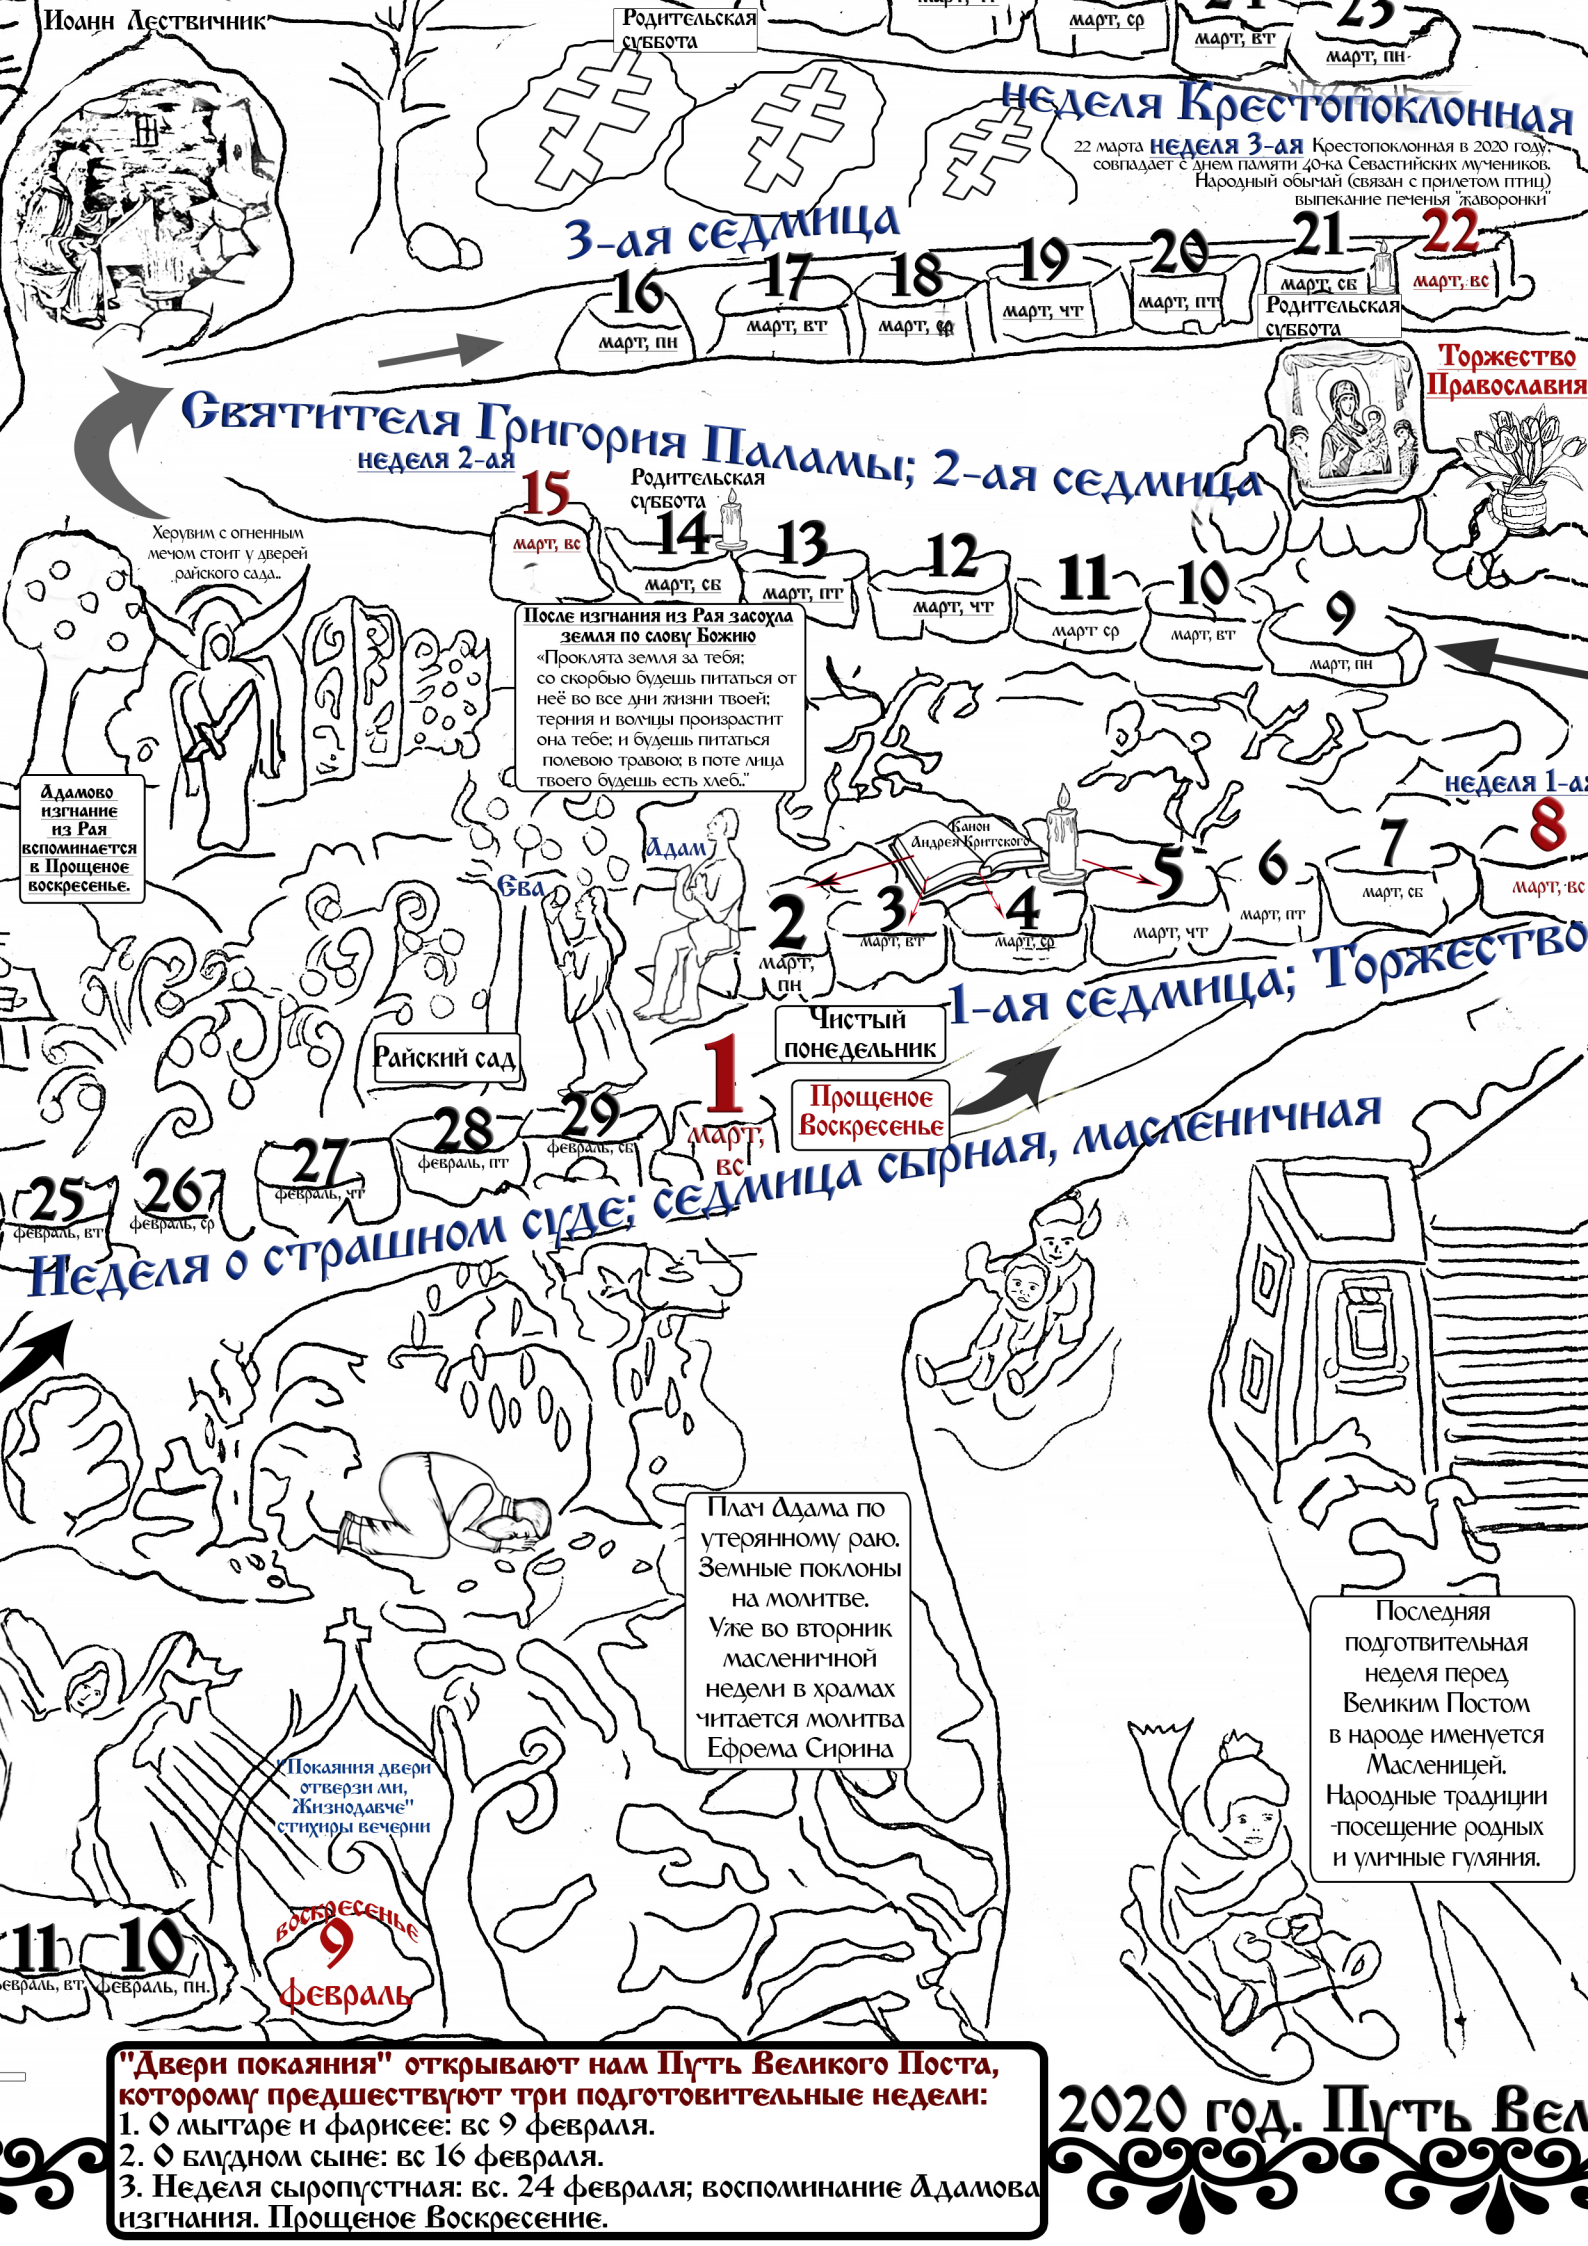 Иоанн Лествичник
Родительская
суббота
март, ср
март, вт
23
март, пн
неделя Крестопоклонная
22 марта неделя 3-ая Крестопоклонная в 2020 году:
совпадает с днем памяти 40-ка Севастийских мучеников.
Народный обычай (связан с прилетом птиц)
выпекание печенья "жаворонки"
3-ая седмица
16
март, пн
17
март, вт
18
март, ср
19
март, чт
20
март, пт
21
март, сб
Родительская
суббота
22
март, вс
Торжество
Православия
Святителя Григория Паламы; 2-ая седмица
неделя 2-ая
15
март, вс
Родительская
суббота
14
март, сб
13
март, пт
12
март, чт
11
март ср
10
март, вт
9
март, пн
Херувим с огненным
мечом стоит у дверей
райского сада..
После изгнания из Рая засохла
земля по слову Божию
«Проклята земля за тебя;
со скорбью будешь питаться от
неё во все дни жизни твоей;
терния и волчцы произрастит
она тебе; и будешь питаться
полевою травою; в поте лица
твоего будешь есть хлеб.."
Адамово
изгнание
из Рая
вспоминается
в Прощеное
воскресенье.
неделя 1-ая
8
март, вс
7
март, сб
6
март, пт
5
март, чт
Канон
Андрея Критского
4
март, ср
3
март, вт
2
март,
пн
Адам
Ева
1-ая седмица; Торжество
Чистый
понедельник
Райский сад
1
март,
вс
Прощеное
Воскресенье
29
февраль, сб
28
февраль, пт
27
февраль, чт
26
февраль, ср
25
февраль, вт
Неделя о страшном суде; седмица сырная, масленичная
Плач Адама по
утерянному раю.
Земные поклоны
на молитве.
Уже во вторник
масленичной
недели в храмах
читается молитва
Ефрема Сирина
Последняя
подготвительная
неделя перед
Великим Постом
в народе именуется
Масленицей.
Народные традиции
-посещение родных
и уличные гуляния.
"Покаяния двери
отверзи ми,
Жизнодавче"
стихиры вечерни
11
февраль, вт
10
февраль, пн.
воскресенье
9
февраль
"Двери покаяния" открывают нам Путь Великого Поста,
которому предшествуют три подготовительные недели:
1. О мытаре и фарисее: вс 9 февраля.
2. О блудном сыне: вс 16 февраля.
3. Неделя сыропустная: вс. 24 февраля; воспоминание Адамова
изгнания. Прощеное Воскресение.
2020 год. Путь Вел